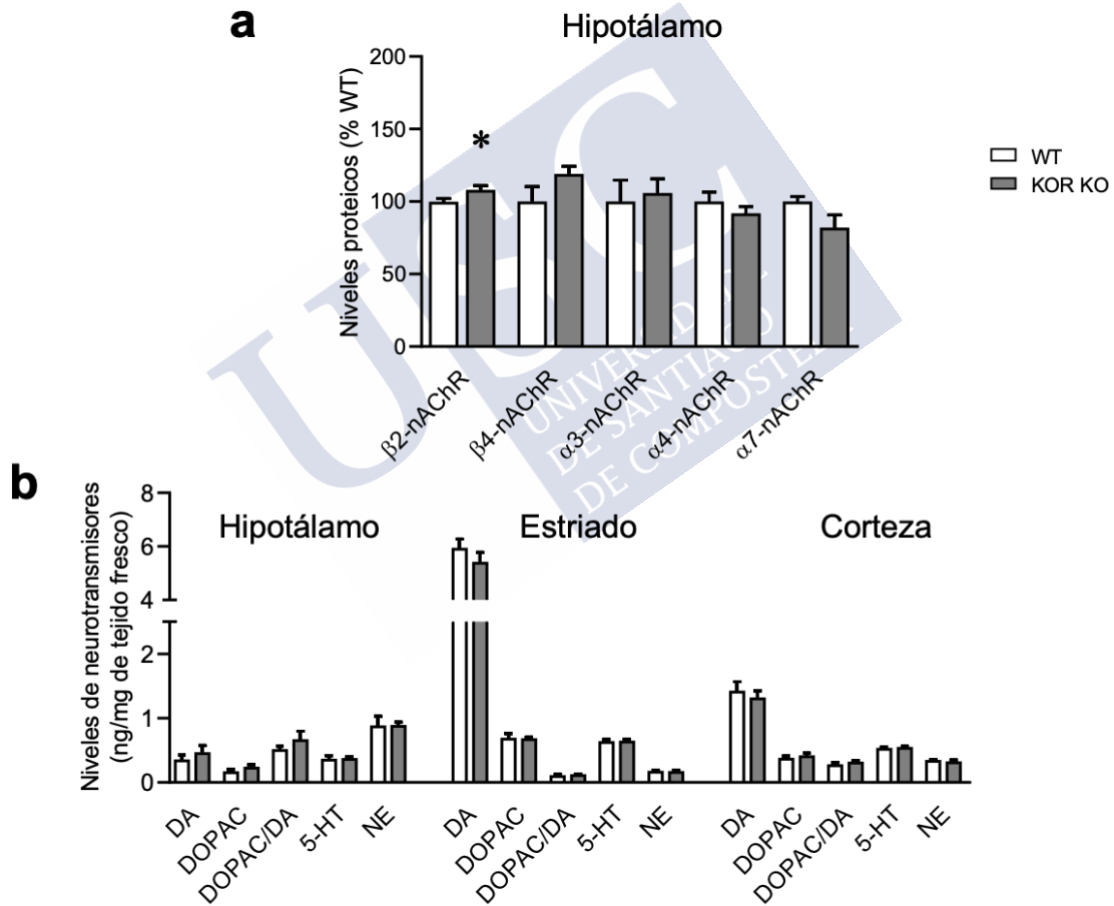 a
Hipotálamo
Niveles proteicos (% WT)
200
150
100
50
0
*
WT
KOR KO
β2-nAChR
β4-nAChR
α3-nAChR
α4-nAChR
α7-nAChR
USC
UNIVERSIDADE
DE SANTIAGO
DE COMPOSTELA
b
Niveles de neurotransmisores
(ng/mg de tejido fresco)
8
6
4
2
1
0
Hipotálamo
Estriado
Corteza
DA
DOPAC
DOPAC/DA
5-HT
NE
DA
DOPAC
DOPAC/DA
5-HT
NE
DA
DOPAC
DOPAC/DA
5-HT
NE